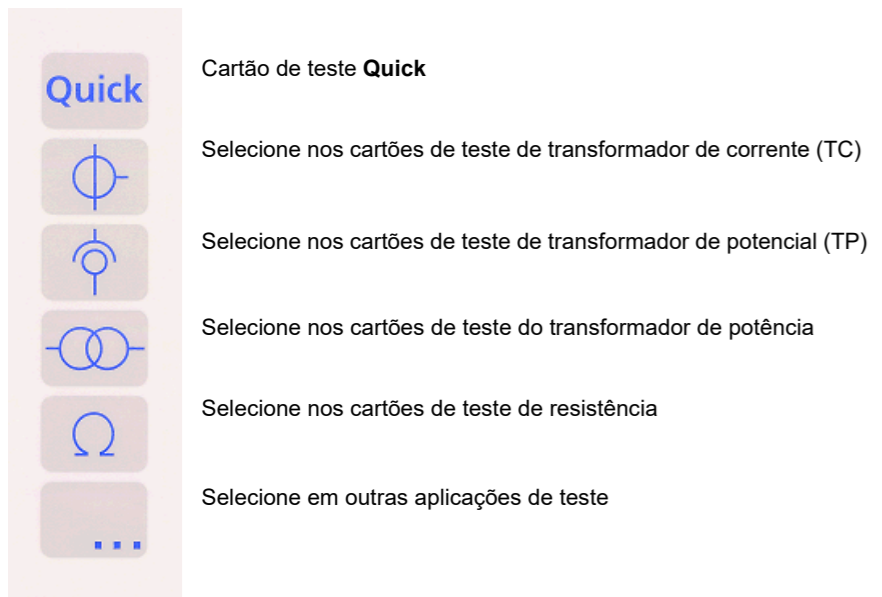 Quick
Cartão de teste Quick
Selecione nos cartões de teste de transformador de corrente (TC)
Selecione nos cartões de teste de transformador de potencial (TP)
Selecione nos cartões de teste do transformador de potência
Ω
Selecione nos cartões de teste de resistência
...
Selecione em outras aplicações de teste